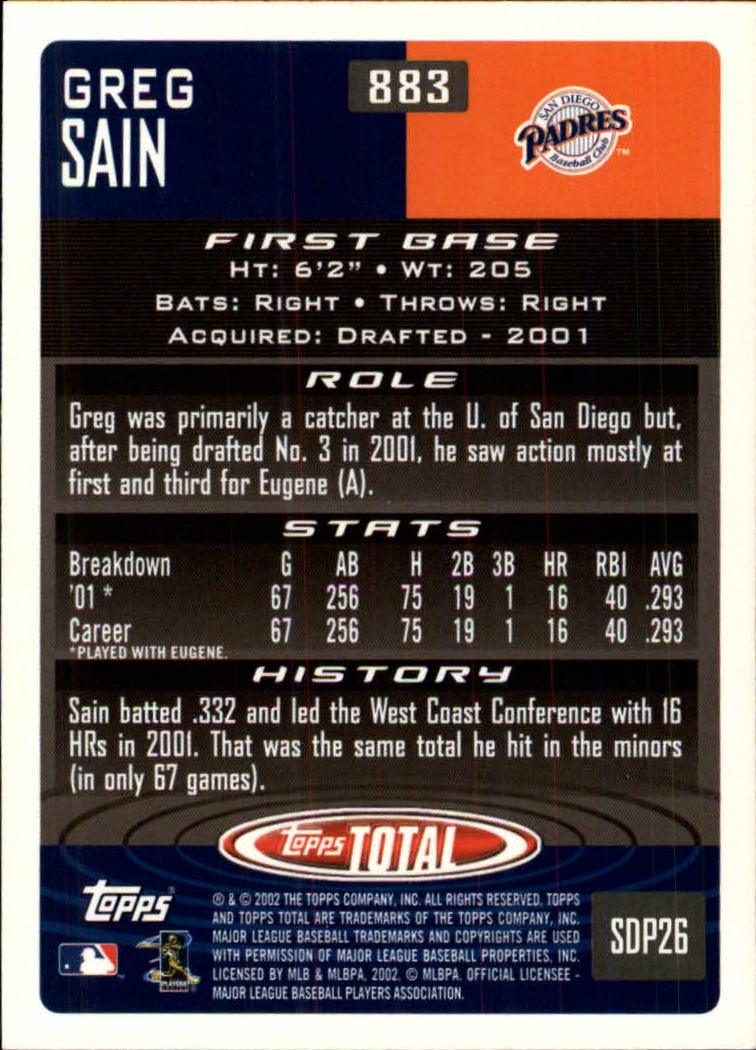 GREG
SAIN
883
SAN DIEGO
PADRES
Baseball Club
TM
FIRST BASE
HT: 6'2" • WT: 205
BATS: RIGHT • THROWS: RIGHT
ACQUIRED: DRAFTED - 2001
ROLE
Greg was primarily a catcher at the U. of San Diego but,
after being drafted No. 3 in 2001, he saw action mostly at
first and third for Eugene (A).
STATS
Breakdown G AB H 2B 3B HR RBI AVG
'01 * 67 256 75 19 1 16 40 .293
Career 67 256 75 19 1 16 40 .293
*PLAYED WITH EUGENE.
HISTORY
Sain batted .332 and led the West Coast Conference with 16
HRs in 2001. That was the same total he hit in the minors
(in only 67 games).
Topps TOTAL
Topps®
® & © 2002 THE TOPPS COMPANY, INC. ALL RIGHTS RESERVED. TOPPS
AND TOPPS TOTAL ARE TRADEMARKS OF THE TOPPS COMPANY, INC.
MAJOR LEAGUE BASEBALL TRADEMARKS AND COPYRIGHTS ARE USED
WITH PERMISSION OF MAJOR LEAGUE BASEBALL PROPERTIES, INC.
LICENSED BY MLB & MLBPA, 2002. © MLBPA. OFFICIAL LICENSEE -
MAJOR LEAGUE BASEBALL PLAYERS ASSOCIATION.
PLAYERS
SDP26